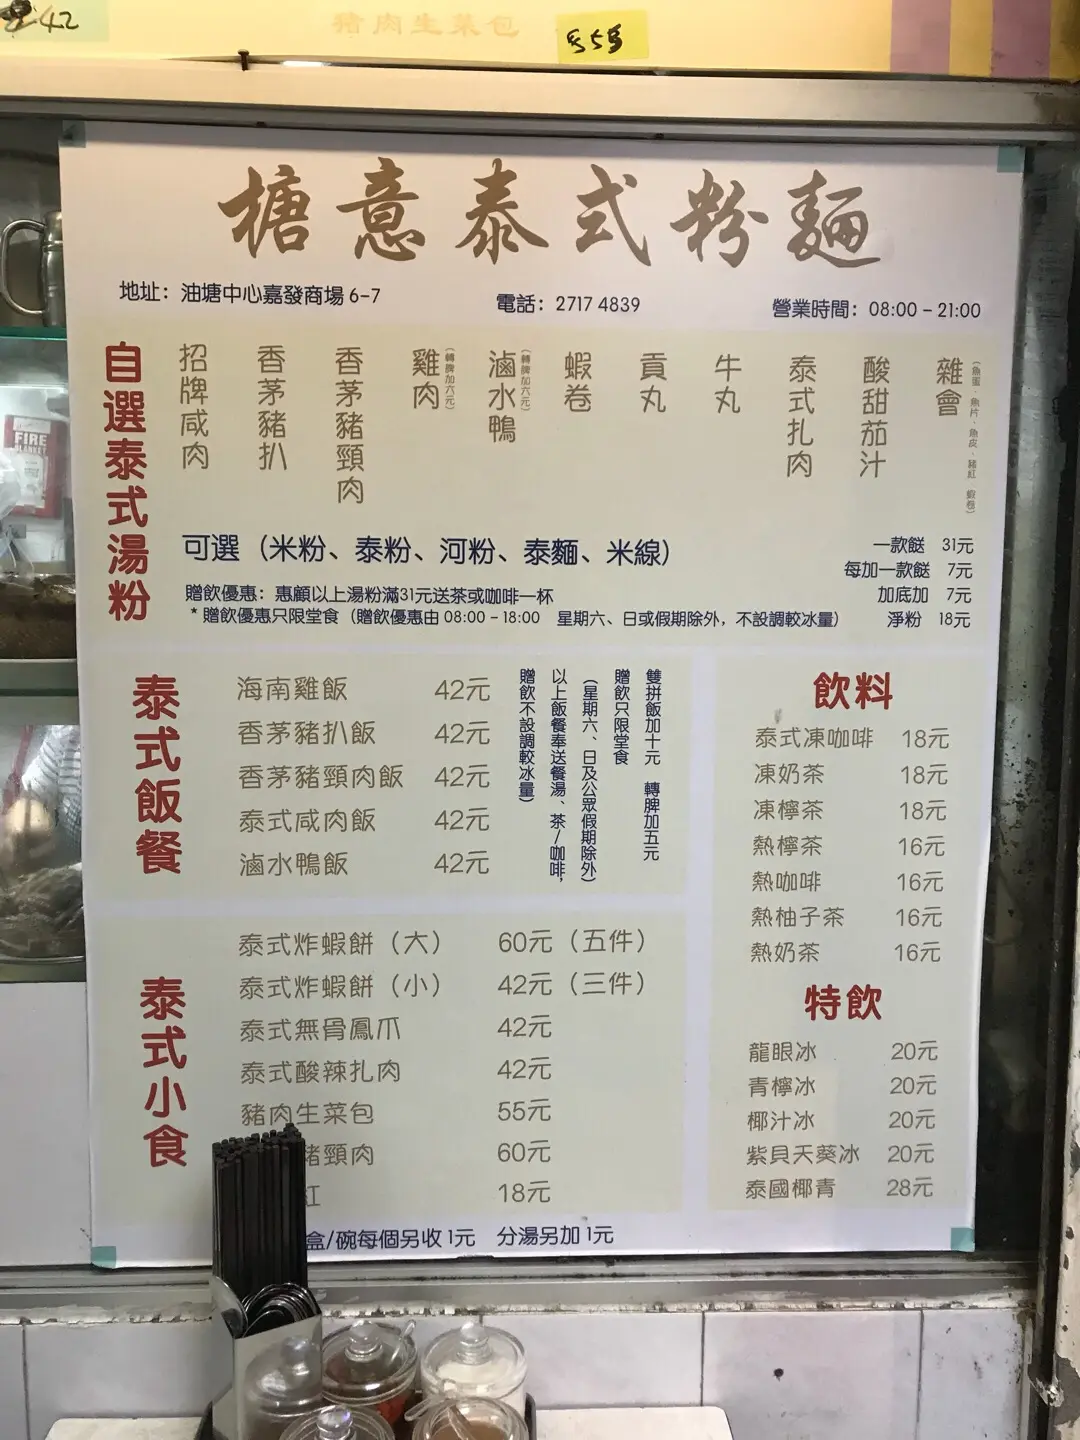 42
豬肉生菜包
55
FIRE
BLANKET
榶意泰式粉麵
地址：油塘中心嘉發商場 6-7
電話：2717 4839
營業時間：08:00 – 21:00
自選泰式湯粉
招牌咸肉
香茅豬扒
香茅豬頸肉
雞肉（轉脾加六元）
滷水鴨（轉脾加六元）
蝦卷
貢丸
牛丸
泰式扎肉
酸甜茄汁
雜會（魚蛋、魚片、魚皮、豬紅、蝦卷）
可選（米粉、泰粉、河粉、泰麵、米線）
一款餸 31元
每加一款餸 7元
加底加 7元
淨粉 18元
贈飲優惠：惠顧以上湯粉滿31元送茶或咖啡一杯
* 贈飲優惠只限堂食（贈飲優惠由 08:00 – 18:00 星期六、日或假期除外，不設調較冰量）
泰式飯餐
海南雞飯 42元
香茅豬扒飯 42元
香茅豬頸肉飯 42元
泰式咸肉飯 42元
滷水鴨飯 42元
雙拼飯加十元 轉脾加五元
贈飲只限堂食
（星期六、日及公眾假期除外）
以上飯餐奉送餐湯、茶/咖啡，
贈飲不設調較冰量）
泰式小食
泰式炸蝦餅（大） 60元（五件）
泰式炸蝦餅（小） 42元（三件）
泰式無骨鳳爪 42元
泰式酸辣扎肉 42元
豬肉生菜包 55元
豬頸肉 60元
紅 18元
盒/碗每個另收1元 分湯另加1元
飲料
泰式凍咖啡 18元
凍奶茶 18元
凍檸茶 18元
熱檸茶 16元
熱咖啡 16元
熱柚子茶 16元
熱奶茶 16元
特飲
龍眼冰 20元
青檸冰 20元
椰汁冰 20元
紫貝天葵冰 20元
泰國椰青 28元